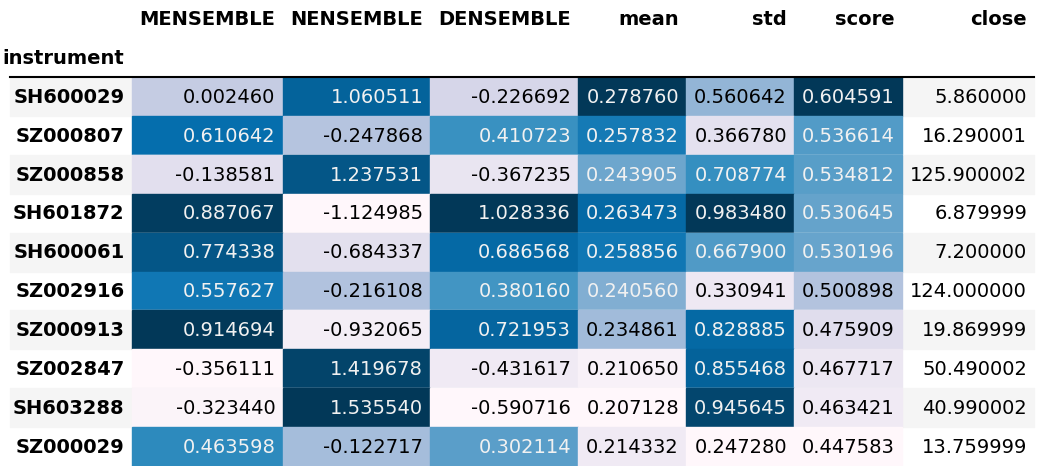 MENSEMBLE NENSEMBLE DENSEMBLE mean std score close
instrument
SH600029 0.002460 1.060511 -0.226692 0.278760 0.560642 0.604591 5.860000
SZ000807 0.610642 -0.247868 0.410723 0.257832 0.366780 0.536614 16.290001
SZ000858 -0.138581 1.237531 -0.367235 0.243905 0.708774 0.534812 125.900002
SH601872 0.887067 -1.124985 1.028336 0.263473 0.983480 0.530645 6.879999
SH600061 0.774338 -0.684337 0.686568 0.258856 0.667900 0.530196 7.200000
SZ002916 0.557627 -0.216108 0.380160 0.240560 0.330941 0.500898 124.000000
SZ000913 0.914694 -0.932065 0.721953 0.234861 0.828885 0.475909 19.869999
SZ002847 -0.356111 1.419678 -0.431617 0.210650 0.855468 0.467717 50.490002
SH603288 -0.323440 1.535540 -0.590716 0.207128 0.945645 0.463421 40.990002
SZ000029 0.463598 -0.122717 0.302114 0.214332 0.247280 0.447583 13.759999